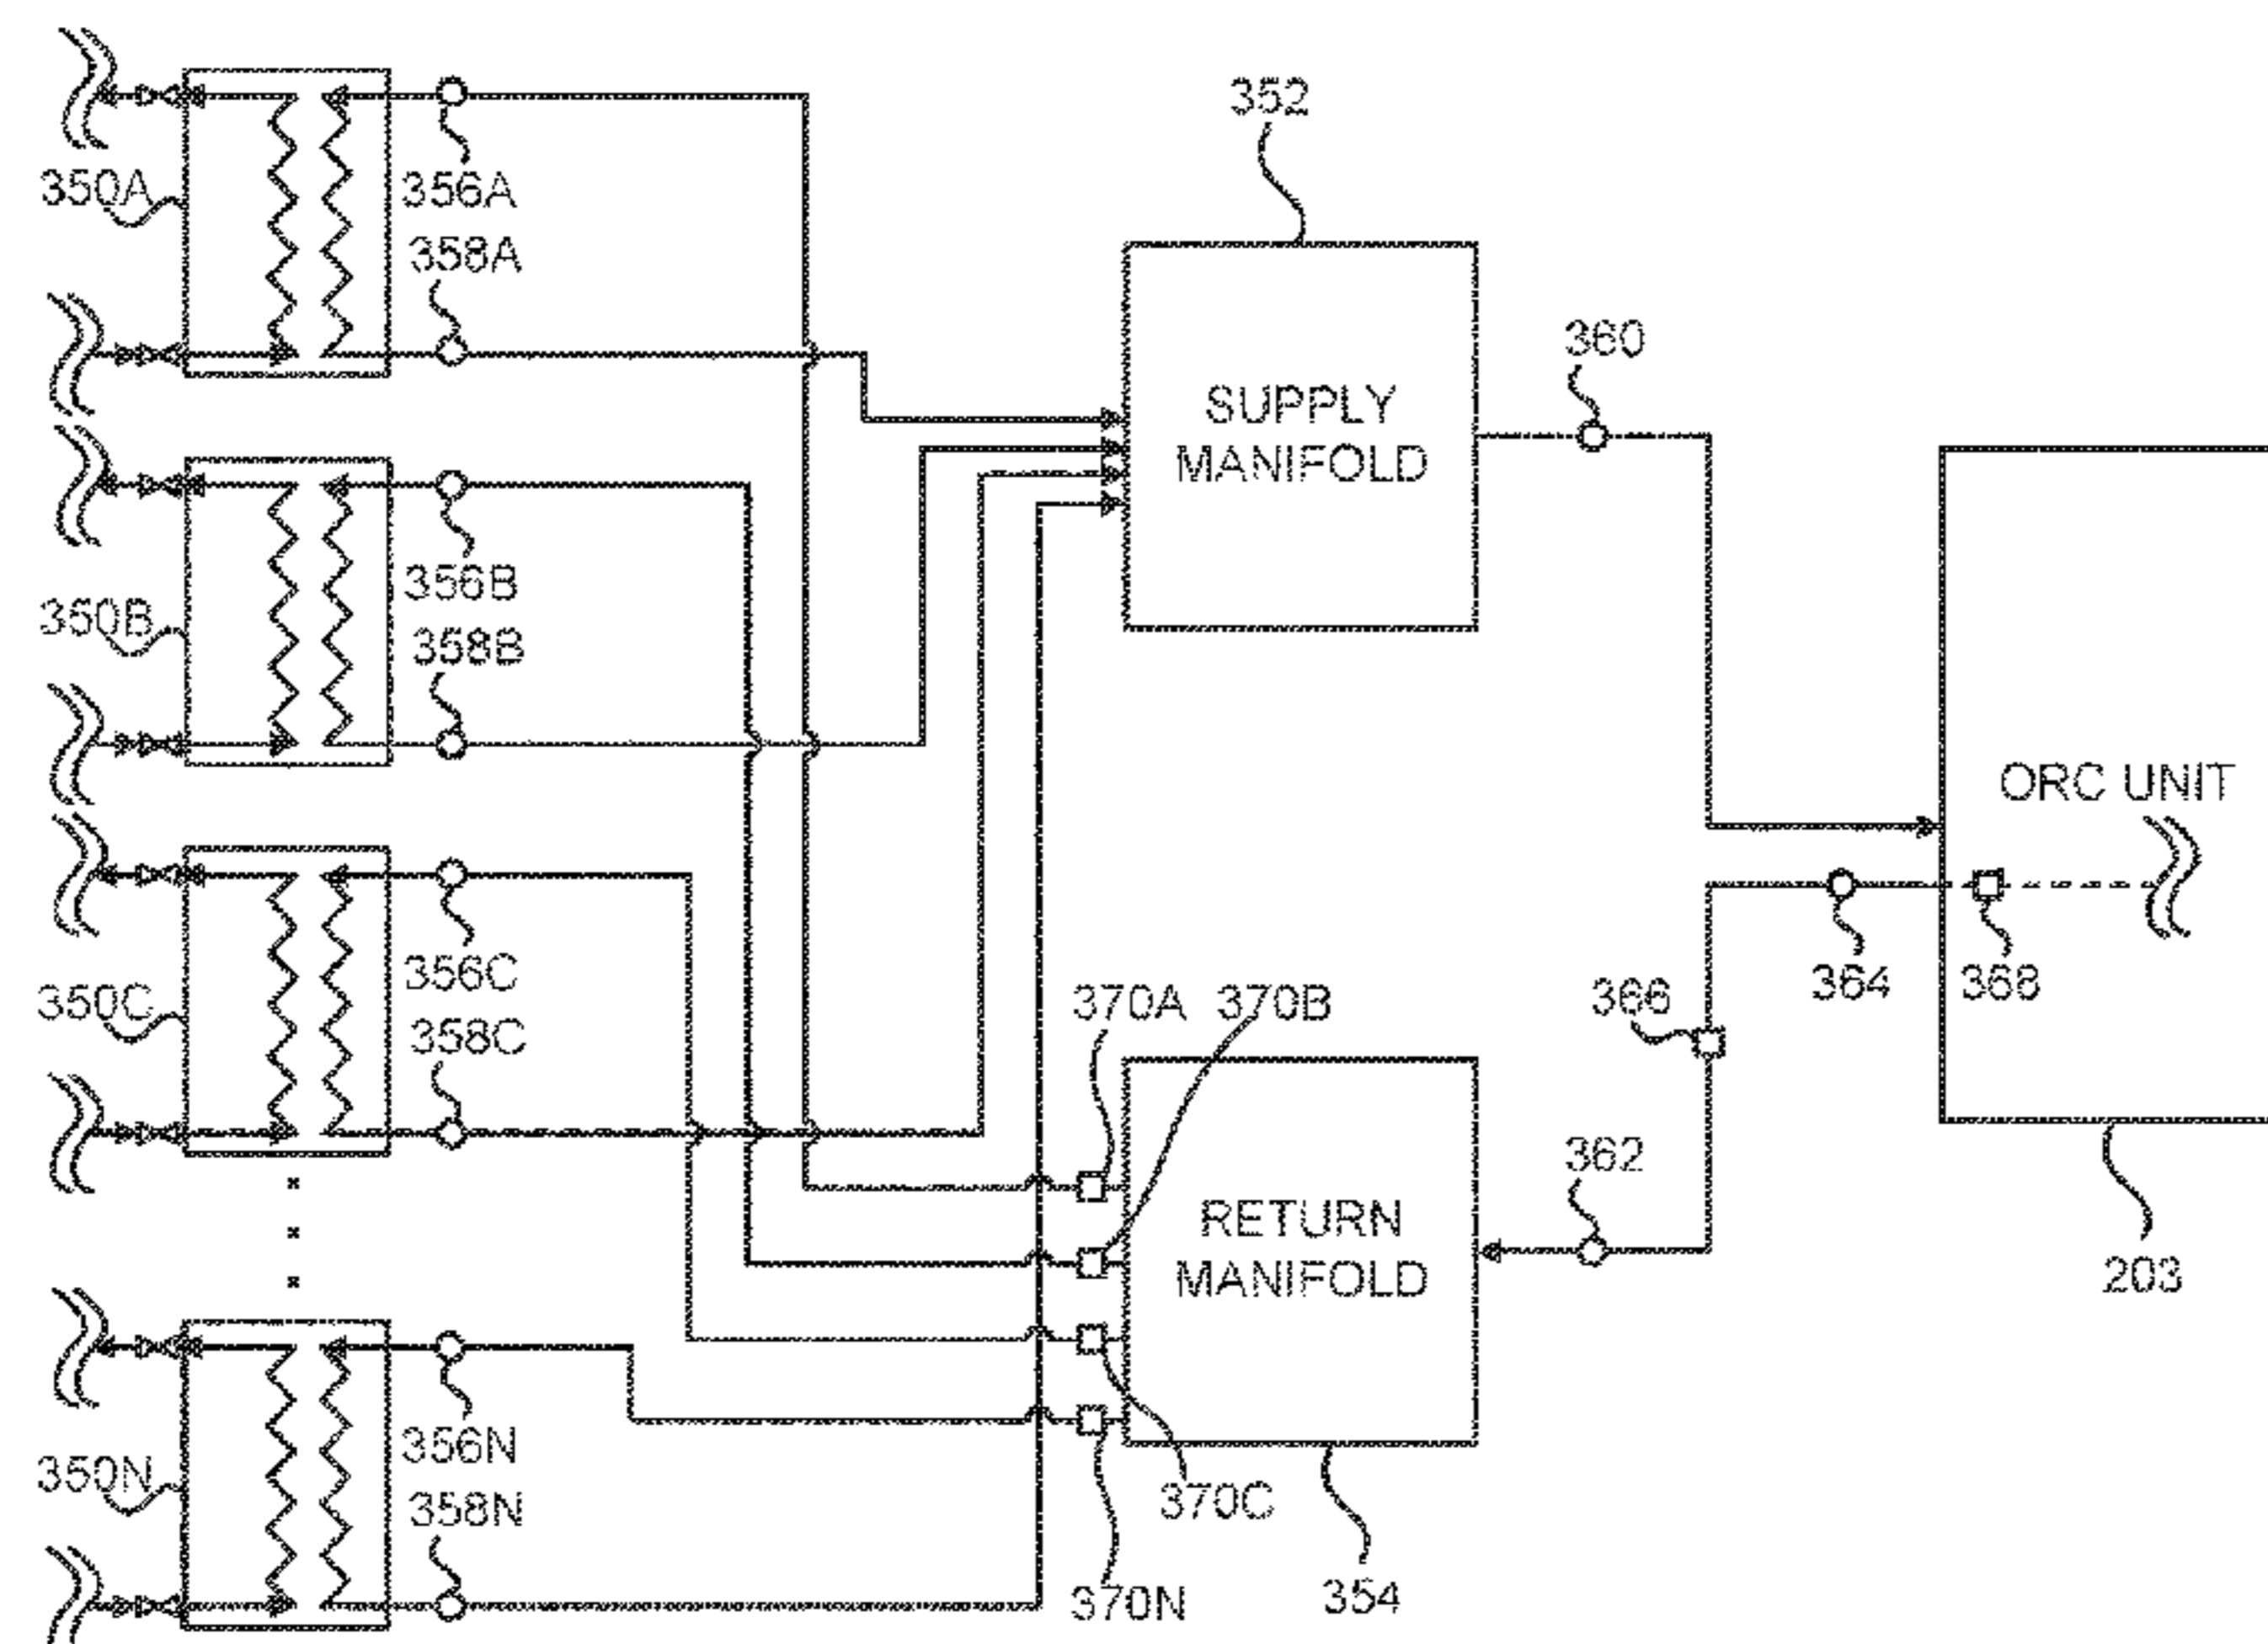 350A
356A
358A
352
SUPPLY
MANIFOLD
360
350B
356B
358B
ORC UNIT
350C
356C
358C
370A
370B
366
364
368
RETURN
MANIFOLD
362
203
350N
356N
358N
370C
370N
354